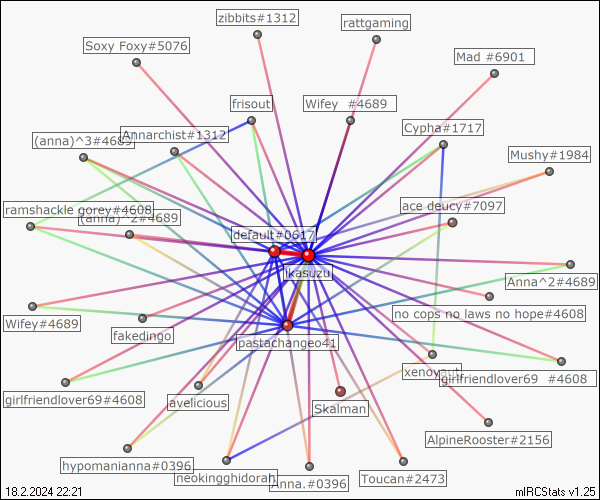 zibbits#1312
rattgaming
Soxy Foxy#5076
Mad #6901
frisout
Wifey #4689
Cypha#1717
(anna)^3#4689
Annarchist#1312
Mushy#1984
ramshackle gorey#4608
ace deucy#7097
(anna)^2#4689
default#0617
likasuzu
Anna^2#4689
no cops no laws no hope#4608
Wifey#4689
fakedingo
pastachangeo41
xenovaut
girlfriendlover69 #4608
girlfriendlover69#4608
avelicious
Skalman
AlpineRooster#2156
hypomanianna#0396
neokingghidorah
Anna.#0396
Toucan#2473
18.2.2024 22:21
mIRCStats v1.25